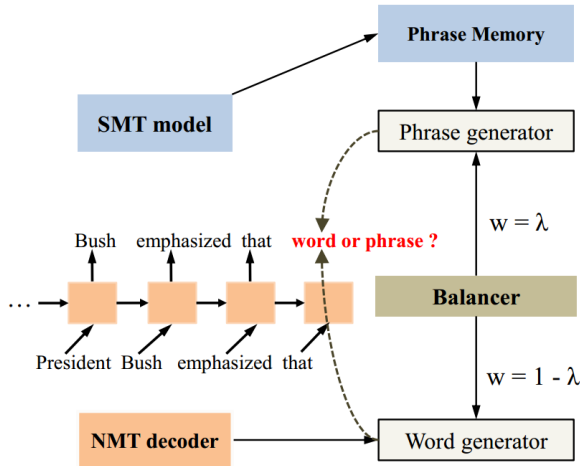 Phrase Memory
SMT model
Phrase generator
Bush emphasized that word or phrase ?
w = λ
...
Balancer
President Bush emphasized that
w = 1 - λ
NMT decoder
Word generator